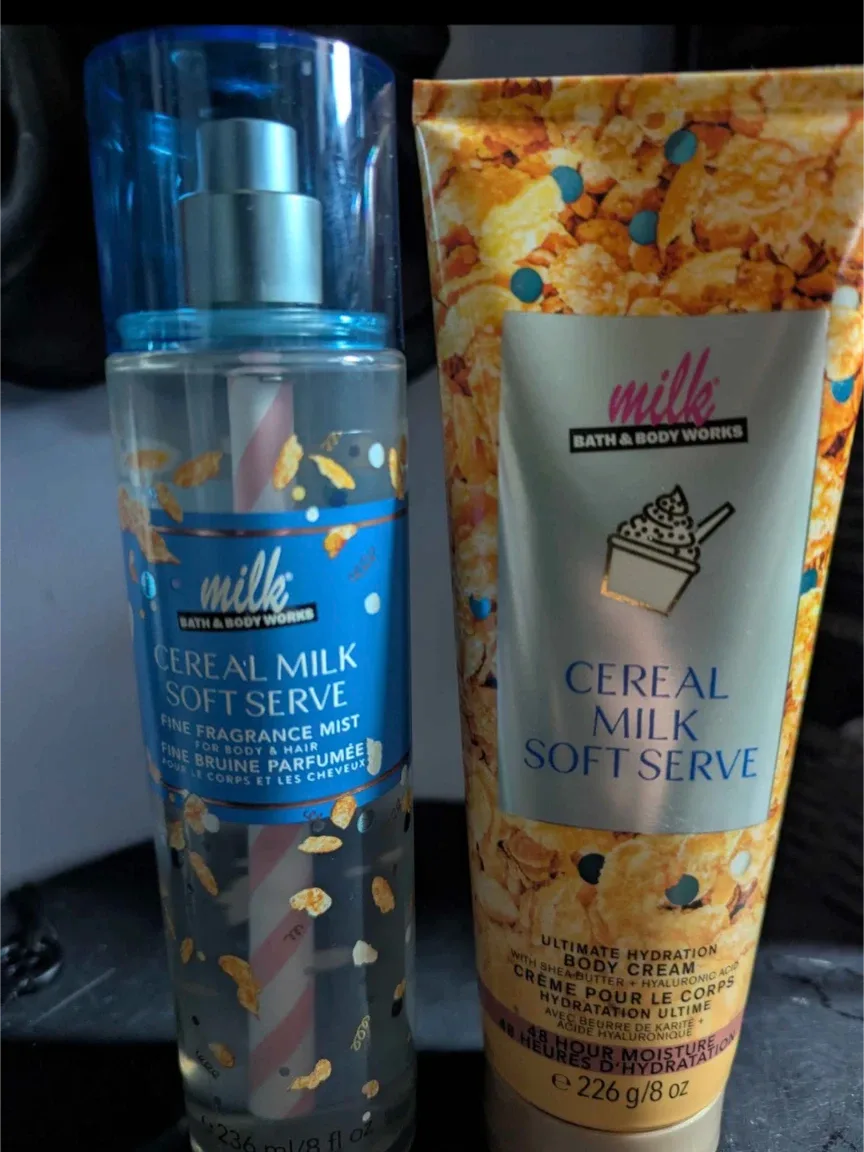 milk
BATH & BODY WORKS
CEREAL MILK
SOFT SERVE
FINE FRAGRANCE MIST
FOR BODY & HAIR
FINE BRUINE PARFUMÉE
POUR LE CORPS ET LES CHEVEUX
236 ml/8 fl oz
milk
BATH & BODY WORKS
CEREAL
MILK
SOFT SERVE
ULTIMATE HYDRATION
BODY CREAM
WITH SHEA BUTTER + HYALURONIC ACID
CRÈME POUR LE CORPS
HYDRATATION ULTIME
AVEC BEURRE DE KARITÉ +
ACIDE HYALURONIQUE
48 HOUR MOISTURE
48 HEURES D'HYDRATATION
℮ 226 g/8 oz